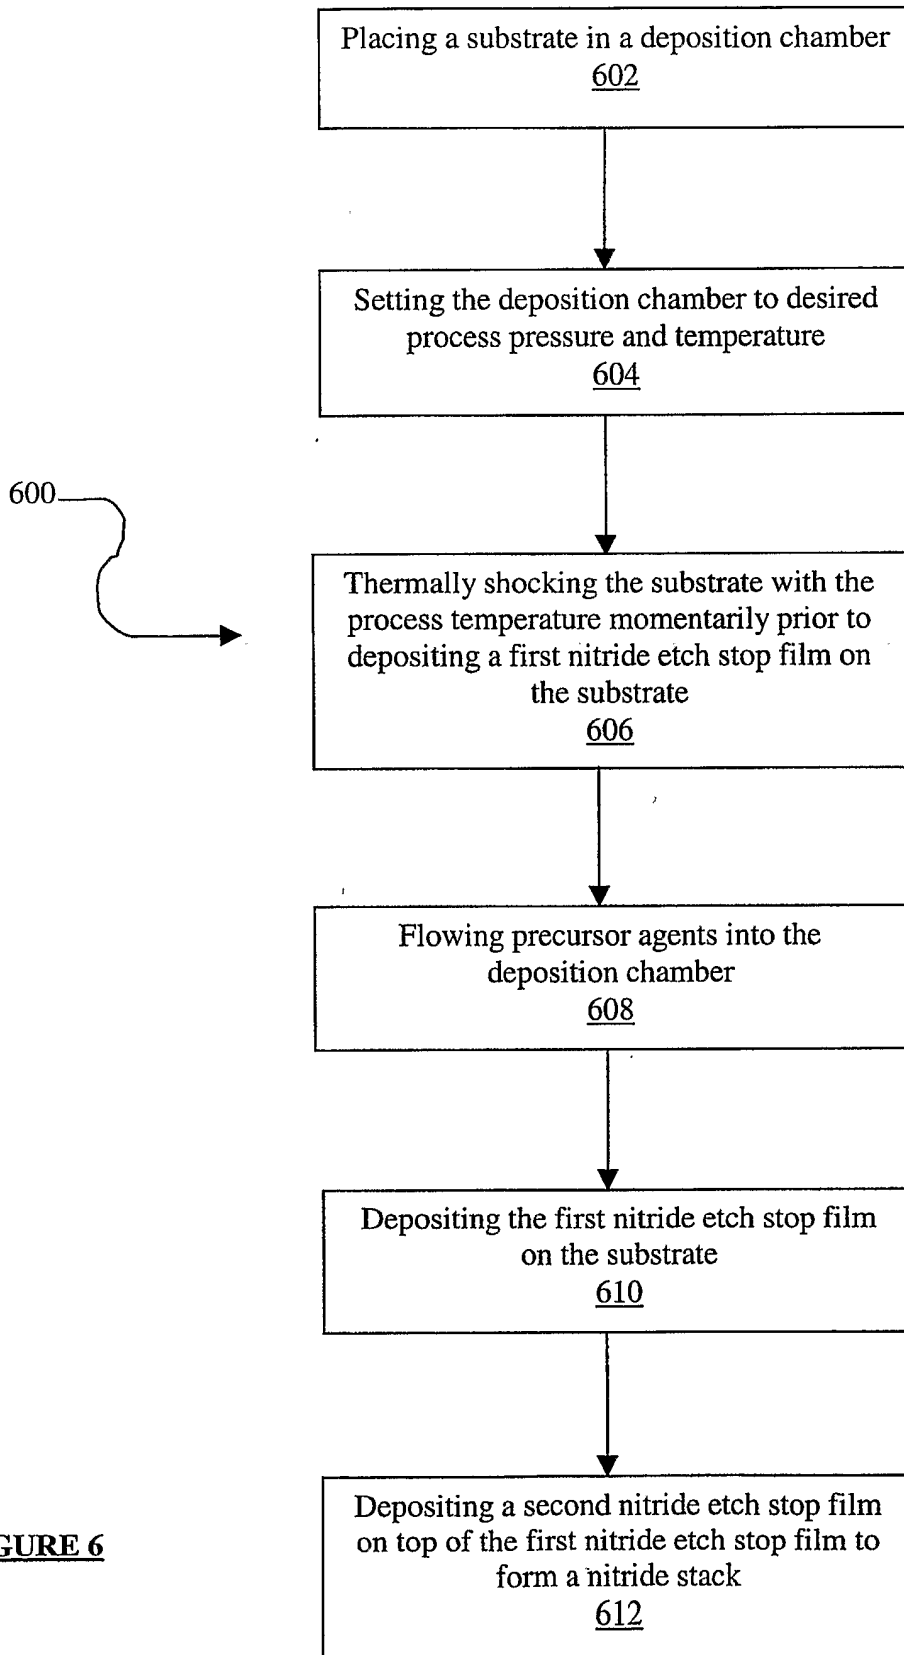 Placing a substrate in a deposition chamber
602
Setting the deposition chamber to desired
process pressure and temperature
604
600
Thermally shocking the substrate with the
process temperature momentarily prior to
depositing a first nitride etch stop film on
the substrate
606
Flowing precursor agents into the
deposition chamber
608
Depositing the first nitride etch stop film
on the substrate
610
Depositing a second nitride etch stop film
on top of the first nitride etch stop film to
form a nitride stack
612
GURE 6